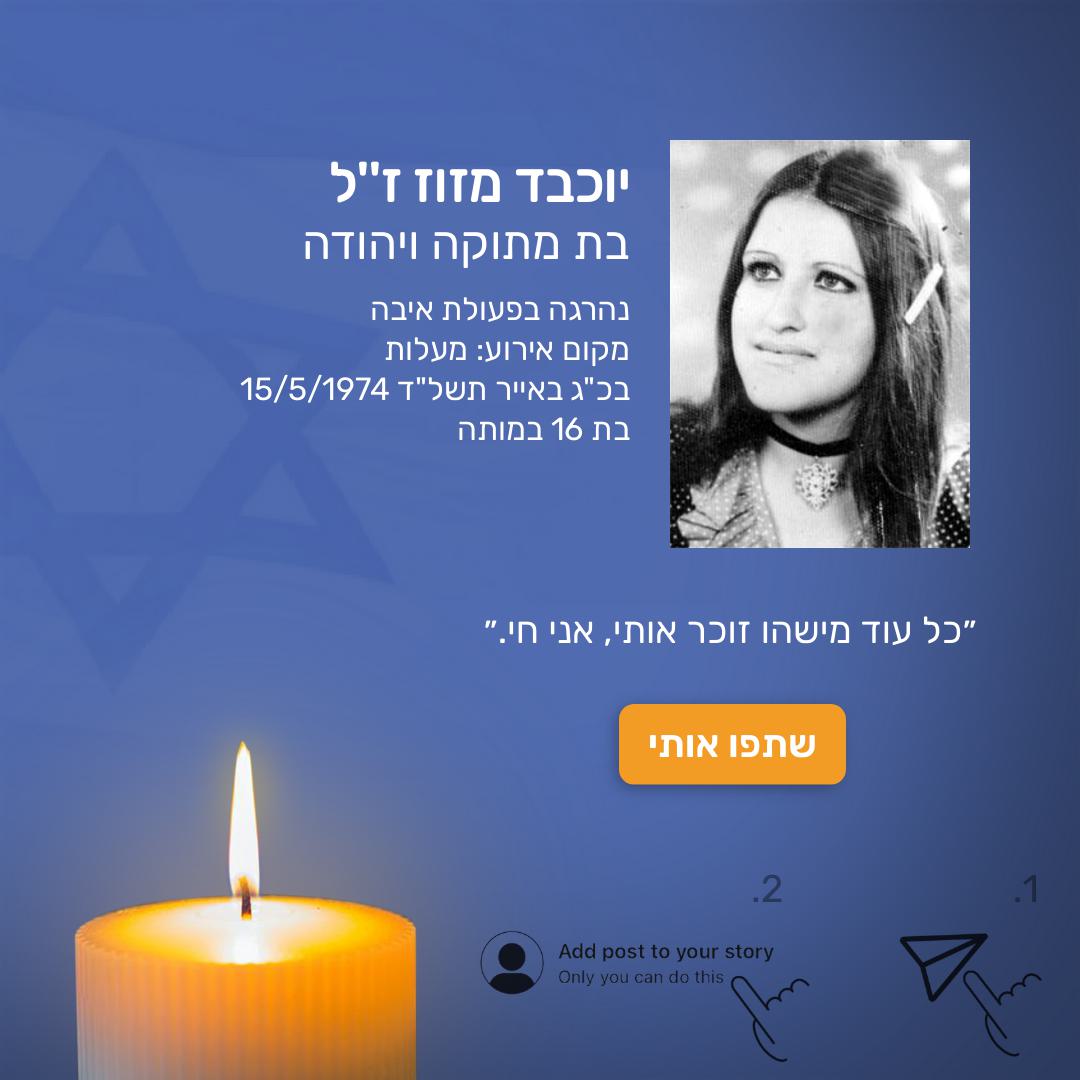 יוכבד מזוז ז"ל
בת מתוקה ויהודה
נהרגה בפעולת איבה
מקום אירוע: מעלות
בכ"ג באייר תשל"ד 15/5/1974
בת 16 במותה
״כל עוד מישהו זוכר אותי, אני חי.״
שתפו אותי
1.
2.
Add post to your story
Only you can do this